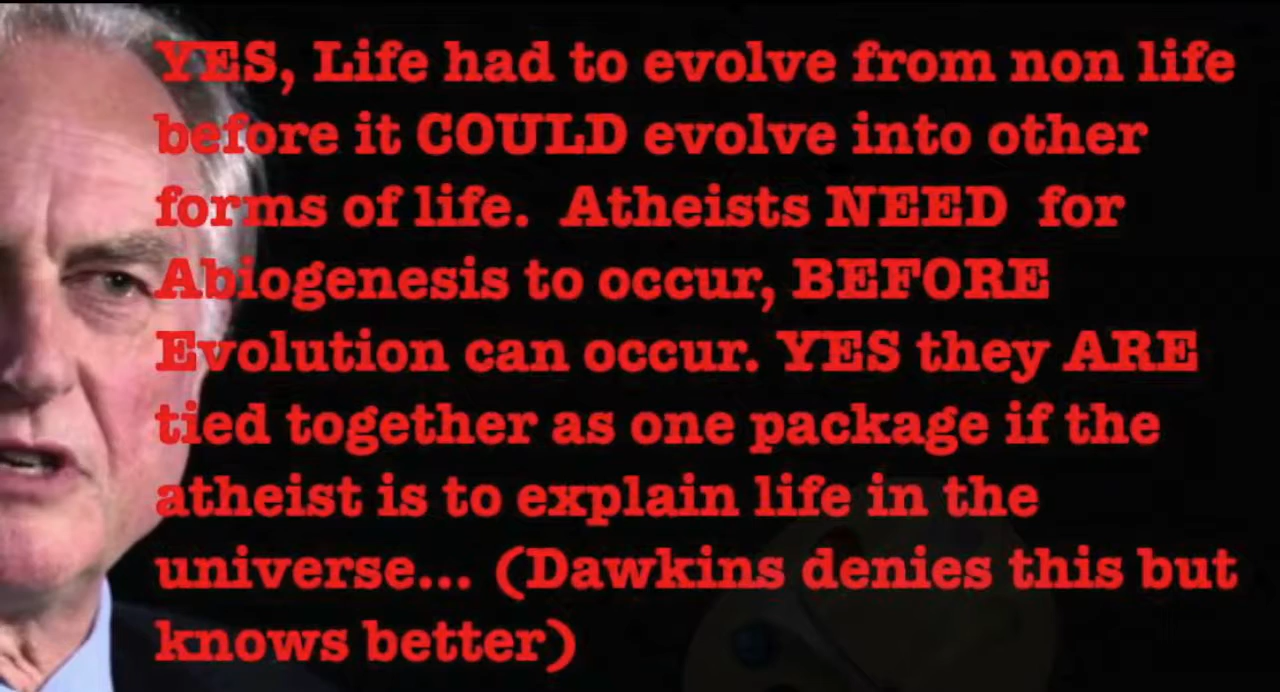 YES, Life had to evolve from non life
before it COULD evolve into other
forms of life. Atheists NEED for
Abiogenesis to occur, BEFORE
Evolution can occur. YES they ARE
tied together as one package if the
atheist is to explain life in the
universe... (Dawkins denies this but
knows better)